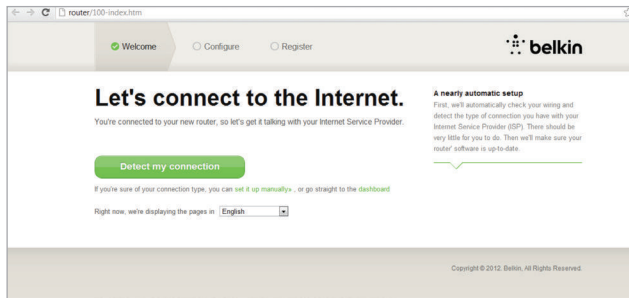 router/100-index.htm
Welcome
Configure
Register
belkin
Let's connect to the Internet.
You're connected to your new router, so let's get it talking with your Internet Service Provider.
Detect my connection
If you're sure of your connection type, you can set it up manually» , or go straight to the dashboard
Right now, we're displaying the pages in English
A nearly automatic setup
First, we'll automatically check your wiring and
detect the type of connection you have with your
Internet Service Provider (ISP). There should be
very little for you to do. Then we'll make sure your
router' software is up-to-date.
Copyright © 2012. Belkin, All Rights Reserved.